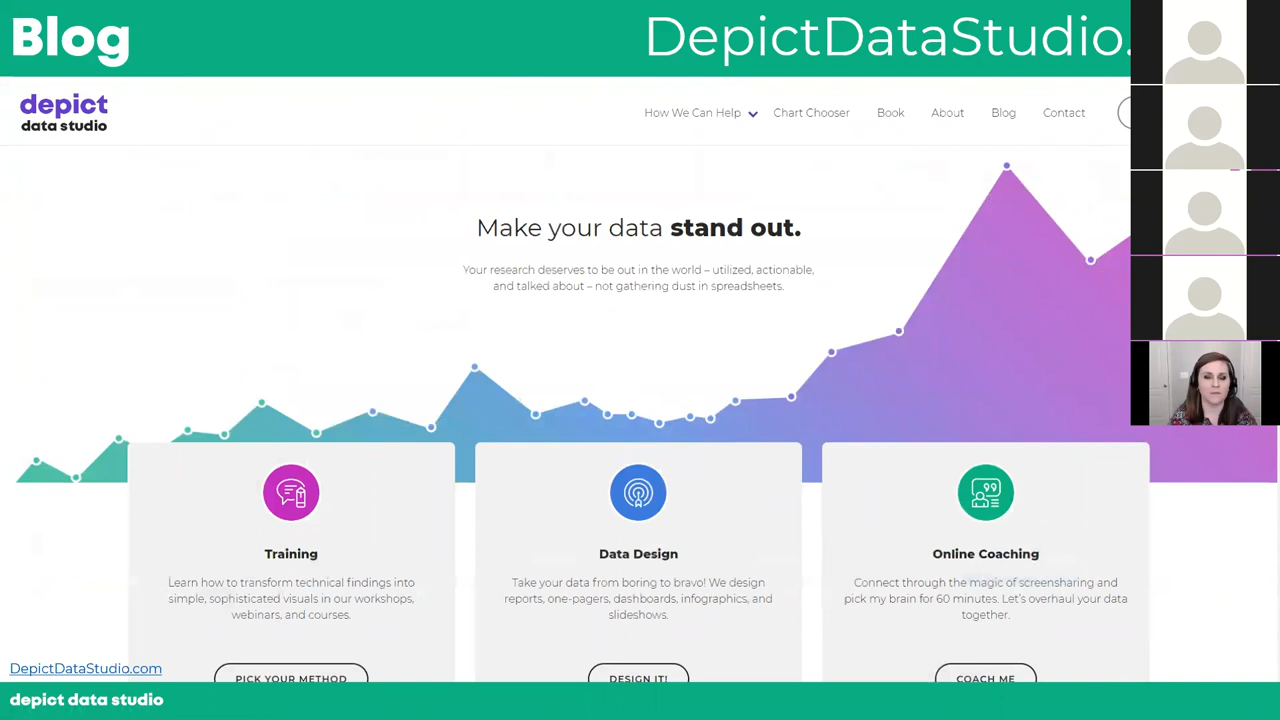 Blog
DepictDataStudio.
depict
data studio
How We Can Help
Chart Chooser
Book
About
Blog
Contact
Make your data stand out.
Your research deserves to be out in the world – utilized, actionable,
and talked about – not gathering dust in spreadsheets.
Training
Learn how to transform technical findings into
simple, sophisticated visuals in our workshops,
webinars, and courses.
PICK YOUR METHOD
Data Design
Take your data from boring to bravo! We design
reports, one-pagers, dashboards, infographics, and
slideshows.
DESIGN IT!
Online Coaching
Connect through the magic of screensharing and
pick my brain for 60 minutes. Let's overhaul your data
together.
COACH ME
DepictDataStudio.com
depict data studio